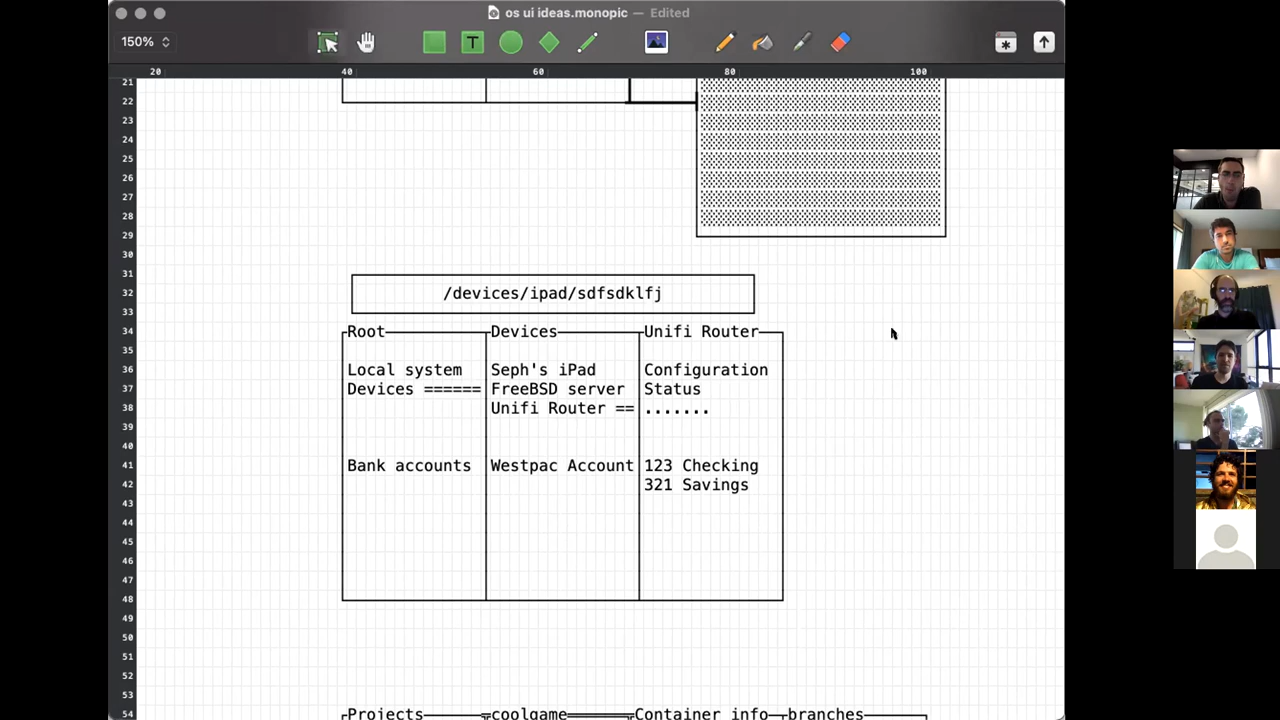 os ui ideas.monopic — Edited
150%
T
*
20 40 60 80 100
21
22
23
24
25
26
27
28
29
30
31
32 /devices/ipad/sdfsdklfj
33
34 Root Devices Unifi Router
35
36 Local system Seph's iPad Configuration
37 Devices ====== FreeBSD server Status
38 Unifi Router == .......
39
40
41 Bank accounts Westpac Account 123 Checking
42 321 Savings
43
44
45
46
47
48
49
50
51
52
53
54 Projects coolgame Container info branches